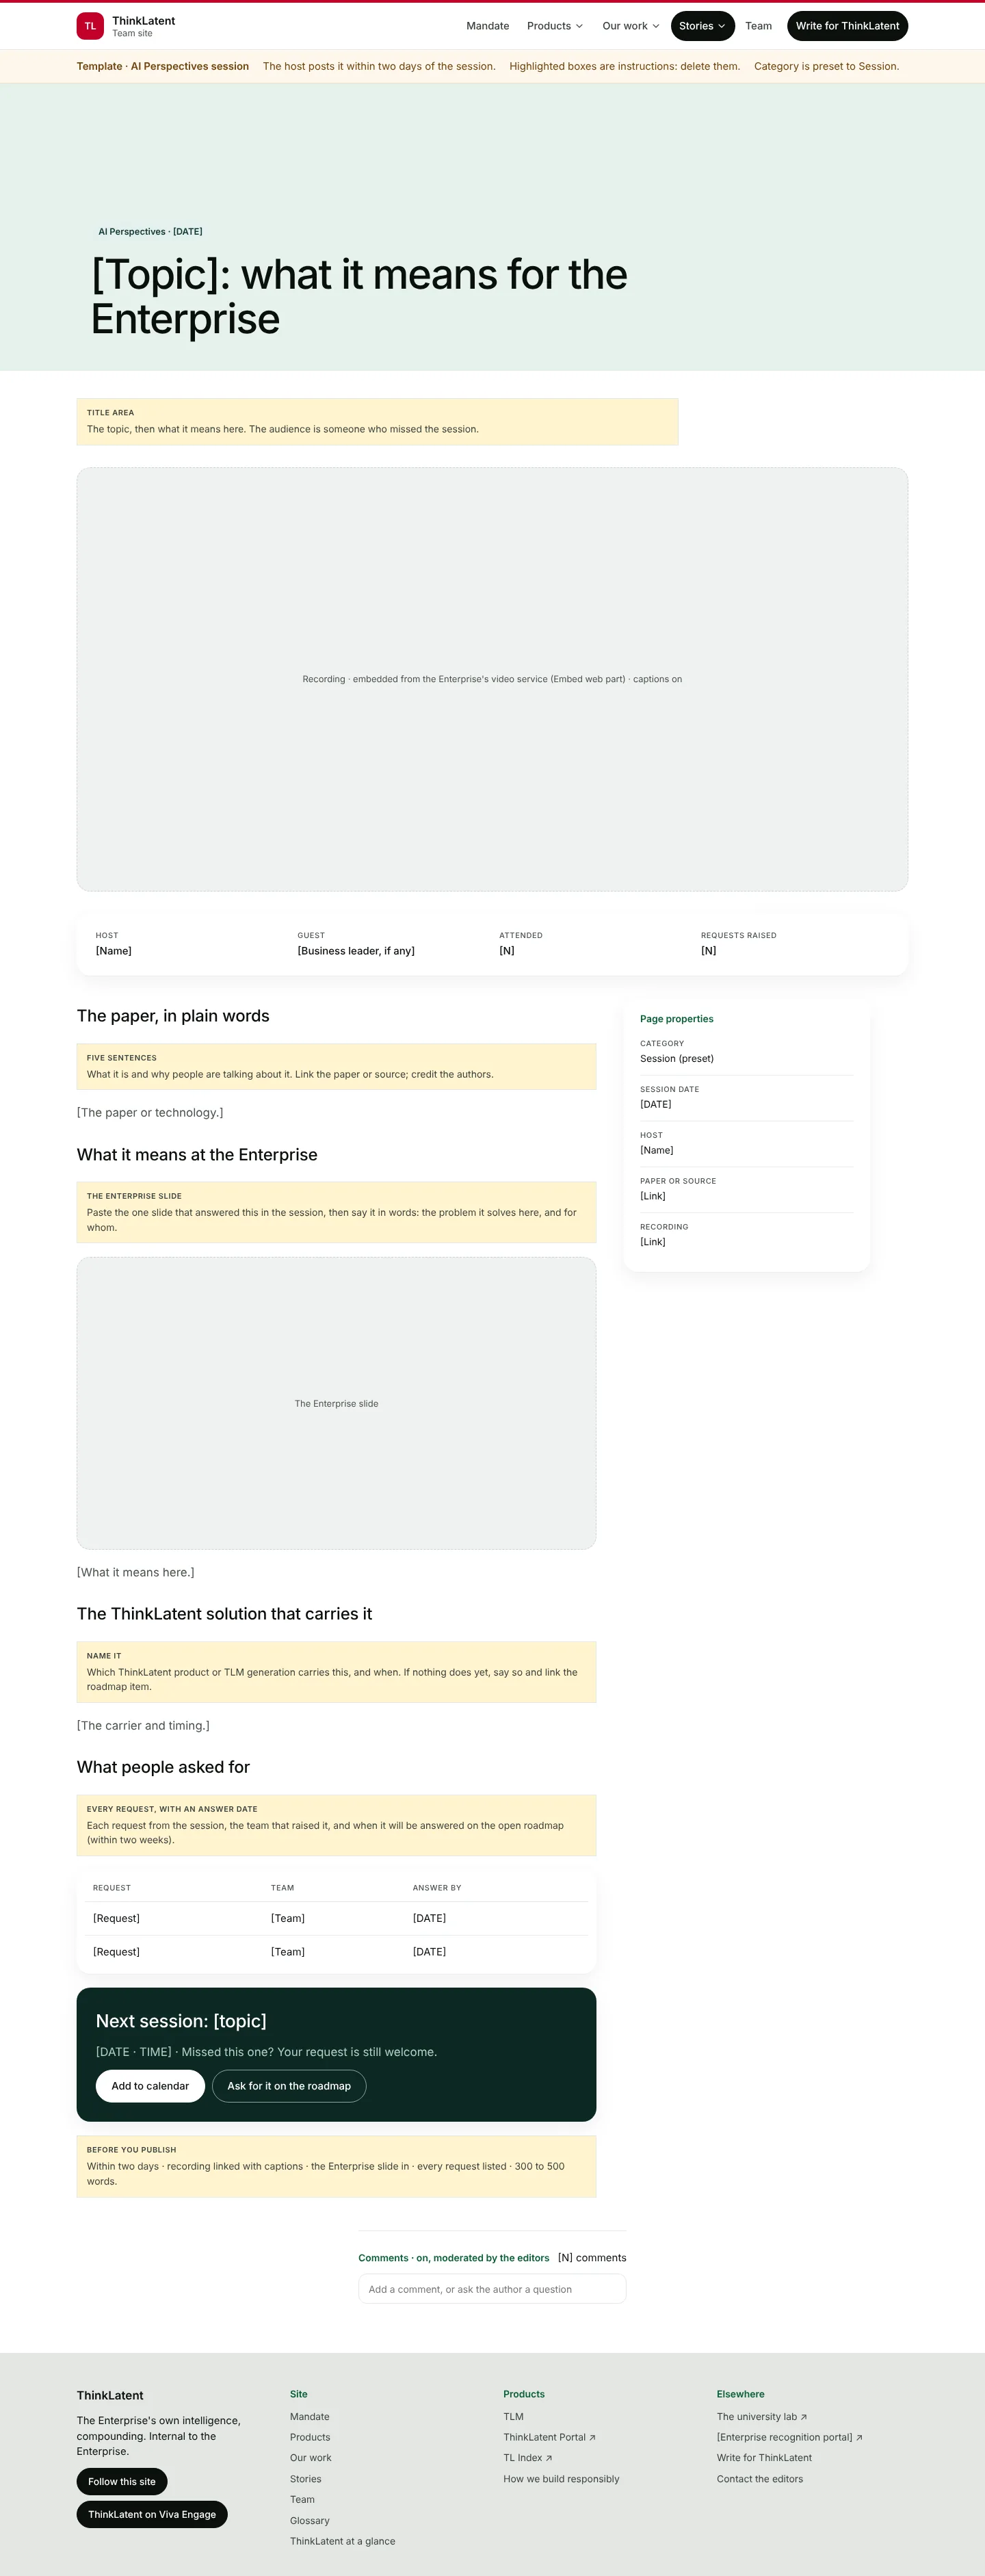 TL
ThinkLatent
Team site
Mandate
Products
Our work
Stories
Team
Write for ThinkLatent
Template · AI Perspectives session
The host posts it within two days of the session.
Highlighted boxes are instructions: delete them.
Category is preset to Session.
AI Perspectives · [DATE]
[Topic]: what it means for the
Enterprise
TITLE AREA
The topic, then what it means here. The audience is someone who missed the session.
Recording · embedded from the Enterprise's video service (Embed web part) · captions on
HOST
[Name]
GUEST
[Business leader, if any]
ATTENDED
[N]
REQUESTS RAISED
[N]
The paper, in plain words
FIVE SENTENCES
What it is and why people are talking about it. Link the paper or source; credit the authors.
[The paper or technology.]
What it means at the Enterprise
THE ENTERPRISE SLIDE
Paste the one slide that answered this in the session, then say it in words: the problem it solves here, and for
whom.
The Enterprise slide
[What it means here.]
The ThinkLatent solution that carries it
NAME IT
Which ThinkLatent product or TLM generation carries this, and when. If nothing does yet, say so and link the
roadmap item.
[The carrier and timing.]
What people asked for
EVERY REQUEST, WITH AN ANSWER DATE
Each request from the session, the team that raised it, and when it will be answered on the open roadmap
(within two weeks).
REQUEST TEAM ANSWER BY
[Request] [Team] [DATE]
[Request] [Team] [DATE]
Next session: [topic]
[DATE · TIME] · Missed this one? Your request is still welcome.
Add to calendar
Ask for it on the roadmap
BEFORE YOU PUBLISH
Within two days · recording linked with captions · the Enterprise slide in · every request listed · 300 to 500
words.
Page properties
CATEGORY
Session (preset)
SESSION DATE
[DATE]
HOST
[Name]
PAPER OR SOURCE
[Link]
RECORDING
[Link]
Comments · on, moderated by the editors
[N] comments
Add a comment, or ask the author a question
ThinkLatent
The Enterprise's own intelligence,
compounding. Internal to the
Enterprise.
Follow this site
ThinkLatent on Viva Engage
Site
Mandate
Products
Our work
Stories
Team
Glossary
ThinkLatent at a glance
Products
TLM
ThinkLatent Portal ↗
TL Index ↗
How we build responsibly
Elsewhere
The university lab ↗
[Enterprise recognition portal] ↗
Write for ThinkLatent
Contact the editors